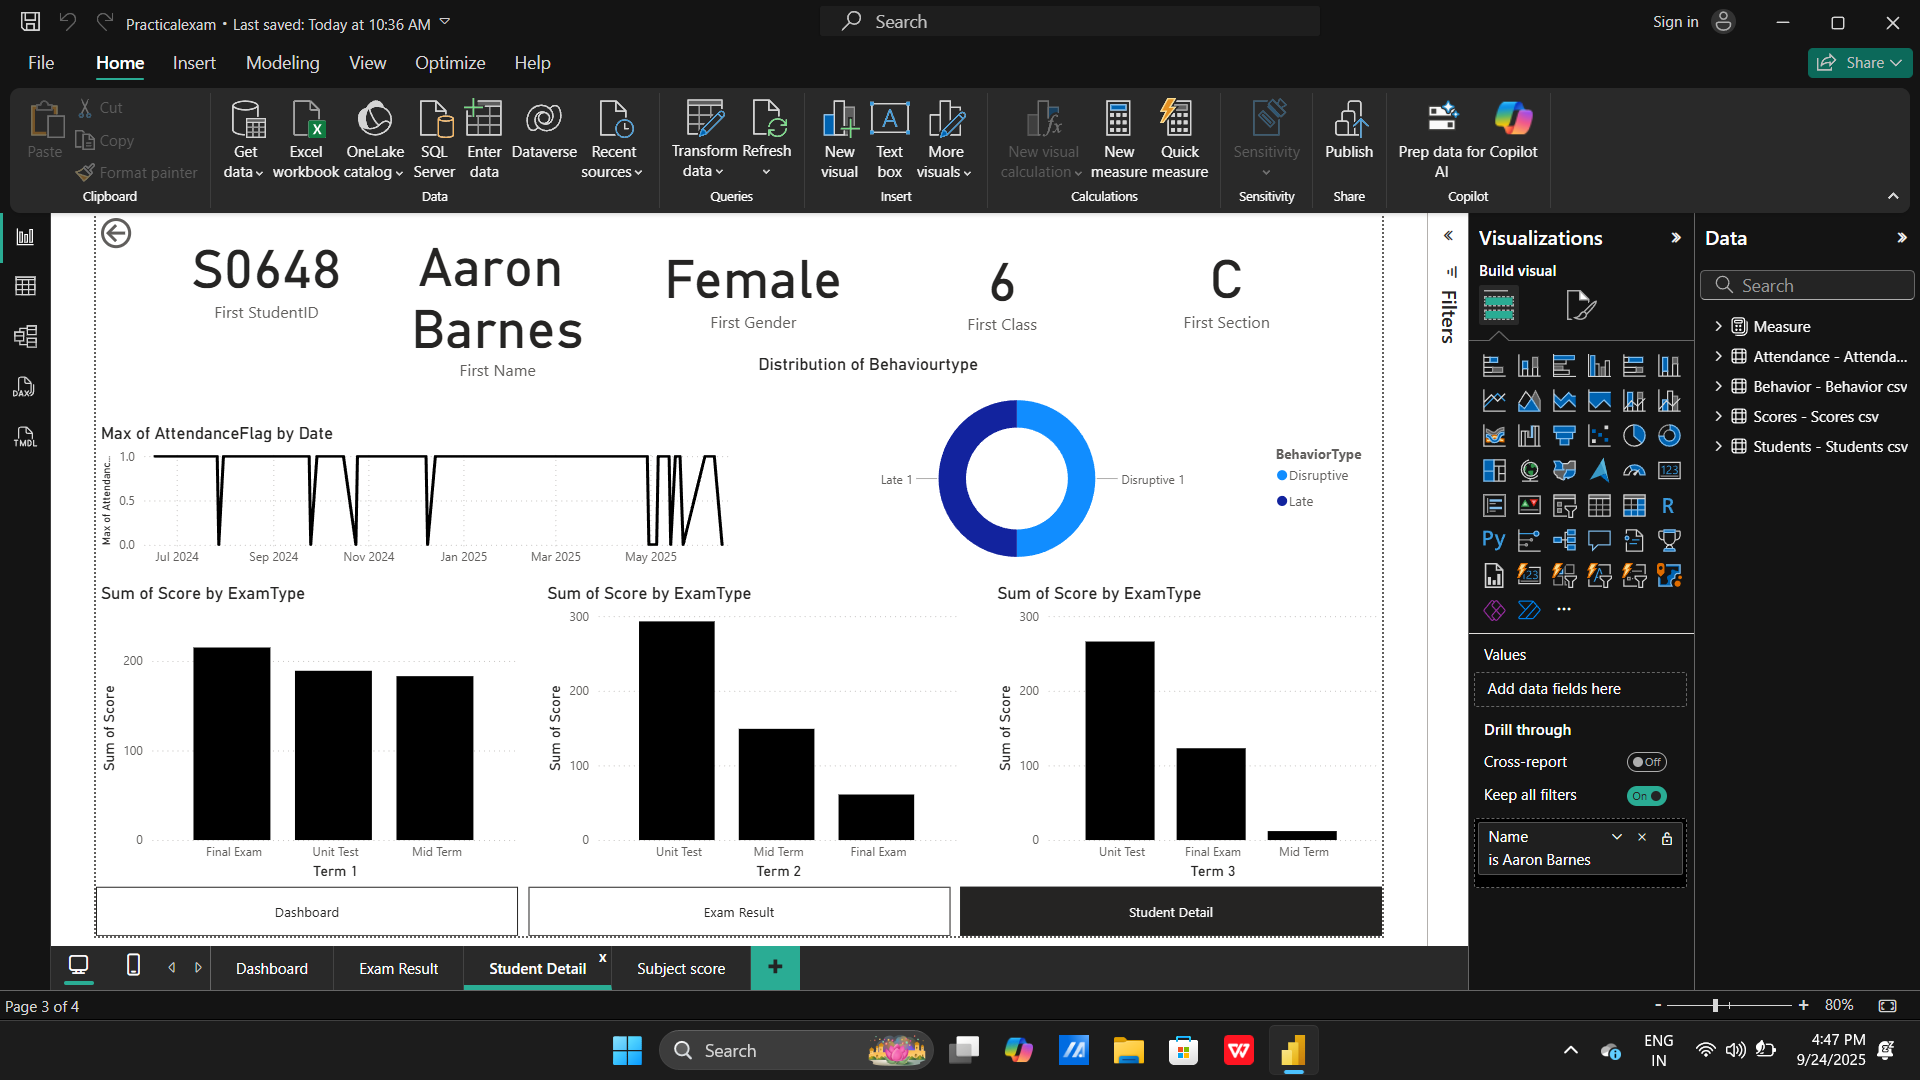 Practicalexam • Last saved: Today at 10:36 AM
Search
Sign in
File
Home
Insert
Modeling
View
Optimize
Help
Share
Paste
Cut
Copy
Format painter
Clipboard
Get data
Excel workbook
OneLake catalog
SQL Server
Enter data
Dataverse
Recent sources
Data
Transform data
Refresh
Queries
New visual
Text box
More visuals
Insert
New visual calculation
New measure
Quick measure
Calculations
Sensitivity
Sensitivity
Publish
Share
Prep data for AI
Copilot
Copilot
DAX
TMDL
S0648
First StudentID
Aaron
Barnes
First Name
Female
First Gender
6
First Class
C
First Section
Max of AttendanceFlag by Date
Max of Attendanc...
1.0
0.5
0.0
Jul 2024
Sep 2024
Nov 2024
Jan 2025
Mar 2025
May 2025
Distribution of Behaviourtype
Late 1
Disruptive 1
BehaviorType
Disruptive
Late
Sum of Score by ExamType
Sum of Score
200
100
0
Final Exam
Unit Test
Mid Term
Term 1
Sum of Score by ExamType
Sum of Score
300
200
100
0
Unit Test
Mid Term
Final Exam
Term 2
Sum of Score by ExamType
Sum of Score
300
200
100
0
Unit Test
Final Exam
Mid Term
Term 3
Dashboard
Exam Result
Student Detail
Filters
Visualizations
Build visual
123
R
Py
123
Values
Add data fields here
Drill through
Cross-report
Off
Keep all filters
On
Name
is Aaron Barnes
Data
Search
Measure
Attendance - Attenda...
Behavior - Behavior csv
Scores - Scores csv
Students - Students csv
Dashboard
Exam Result
Student Detail
x
Subject score
+
Page 3 of 4
- + 80%
Search
ENG
IN
4:47 PM
9/24/2025